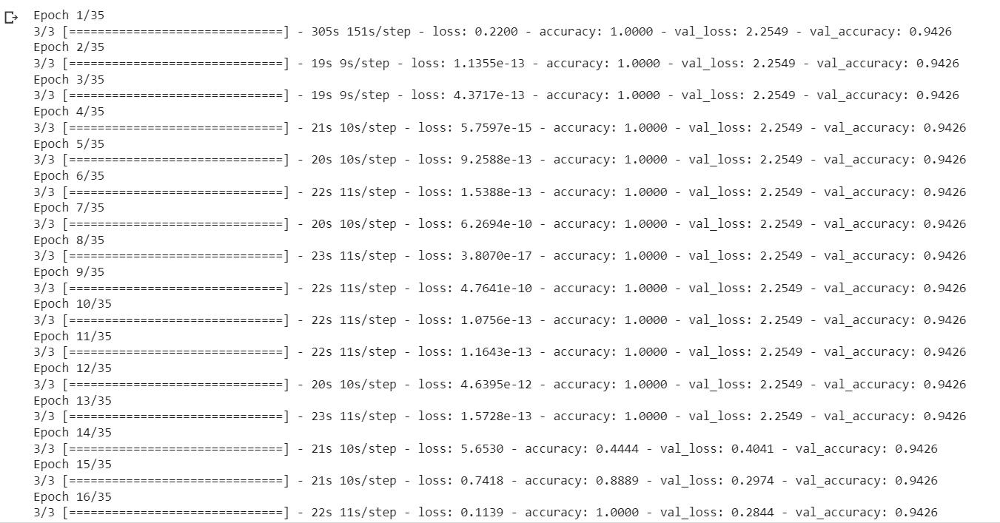 Epoch 1/35
3/3 [==============================] - 305s 151s/step - loss: 0.2200 - accuracy: 1.0000 - val_loss: 2.2549 - val_accuracy: 0.9426
Epoch 2/35
3/3 [==============================] - 19s 9s/step - loss: 1.1355e-13 - accuracy: 1.0000 - val_loss: 2.2549 - val_accuracy: 0.9426
Epoch 3/35
3/3 [==============================] - 19s 9s/step - loss: 4.3717e-13 - accuracy: 1.0000 - val_loss: 2.2549 - val_accuracy: 0.9426
Epoch 4/35
3/3 [==============================] - 21s 10s/step - loss: 5.7597e-15 - accuracy: 1.0000 - val_loss: 2.2549 - val_accuracy: 0.9426
Epoch 5/35
3/3 [==============================] - 20s 10s/step - loss: 9.2588e-13 - accuracy: 1.0000 - val_loss: 2.2549 - val_accuracy: 0.9426
Epoch 6/35
3/3 [==============================] - 22s 11s/step - loss: 1.5388e-13 - accuracy: 1.0000 - val_loss: 2.2549 - val_accuracy: 0.9426
Epoch 7/35
3/3 [==============================] - 20s 10s/step - loss: 6.2694e-10 - accuracy: 1.0000 - val_loss: 2.2549 - val_accuracy: 0.9426
Epoch 8/35
3/3 [==============================] - 23s 11s/step - loss: 3.8070e-17 - accuracy: 1.0000 - val_loss: 2.2549 - val_accuracy: 0.9426
Epoch 9/35
3/3 [==============================] - 22s 11s/step - loss: 4.7641e-10 - accuracy: 1.0000 - val_loss: 2.2549 - val_accuracy: 0.9426
Epoch 10/35
3/3 [==============================] - 22s 11s/step - loss: 1.0756e-13 - accuracy: 1.0000 - val_loss: 2.2549 - val_accuracy: 0.9426
Epoch 11/35
3/3 [==============================] - 22s 11s/step - loss: 1.1643e-13 - accuracy: 1.0000 - val_loss: 2.2549 - val_accuracy: 0.9426
Epoch 12/35
3/3 [==============================] - 20s 10s/step - loss: 4.6395e-12 - accuracy: 1.0000 - val_loss: 2.2549 - val_accuracy: 0.9426
Epoch 13/35
3/3 [==============================] - 23s 11s/step - loss: 1.5728e-13 - accuracy: 1.0000 - val_loss: 2.2549 - val_accuracy: 0.9426
Epoch 14/35
3/3 [==============================] - 21s 10s/step - loss: 5.6530 - accuracy: 0.4444 - val_loss: 0.4041 - val_accuracy: 0.9426
Epoch 15/35
3/3 [==============================] - 21s 10s/step - loss: 0.7418 - accuracy: 0.8889 - val_loss: 0.2974 - val_accuracy: 0.9426
Epoch 16/35
3/3 [==============================] - 22s 11s/step - loss: 0.1139 - accuracy: 1.0000 - val_loss: 0.2844 - val_accuracy: 0.9426